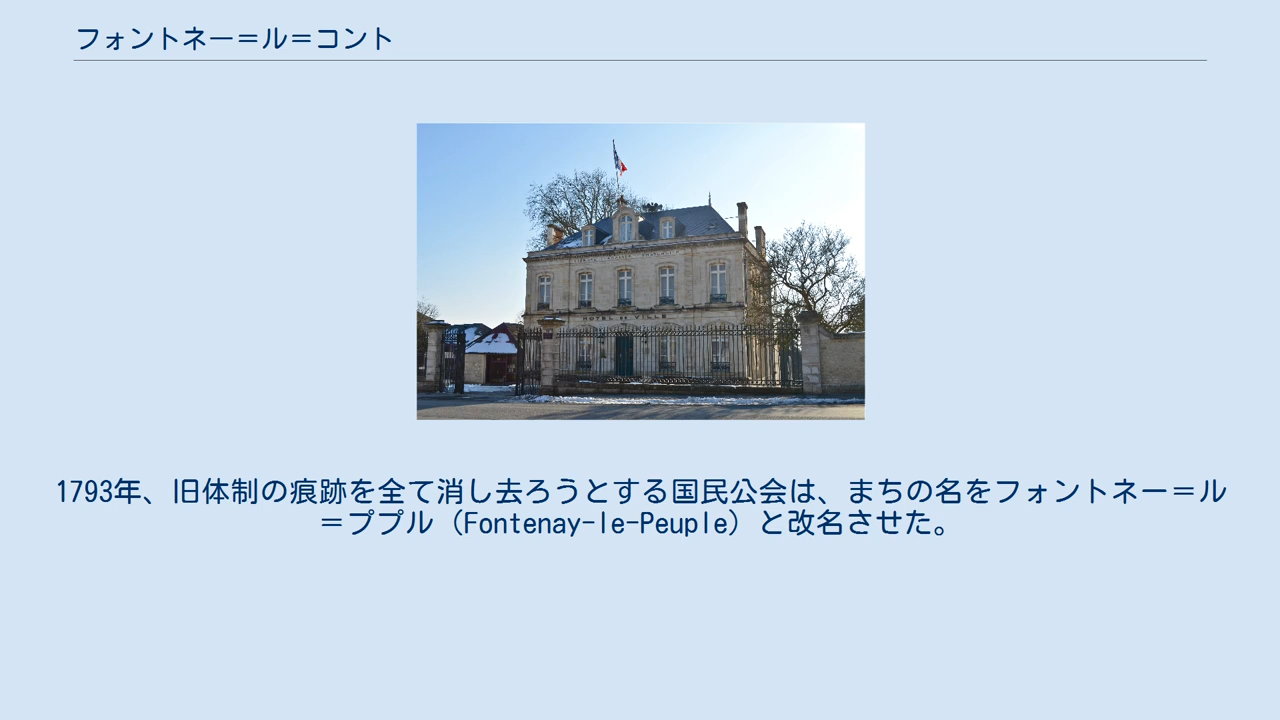 フォントネー＝ル＝コント
HOTEL DE VILLE
1793年、旧体制の痕跡を全て消し去ろうとする国民公会は、まちの名をフォントネー＝ル
＝プープル（Fontenay-le-Peuple）と改名させた。